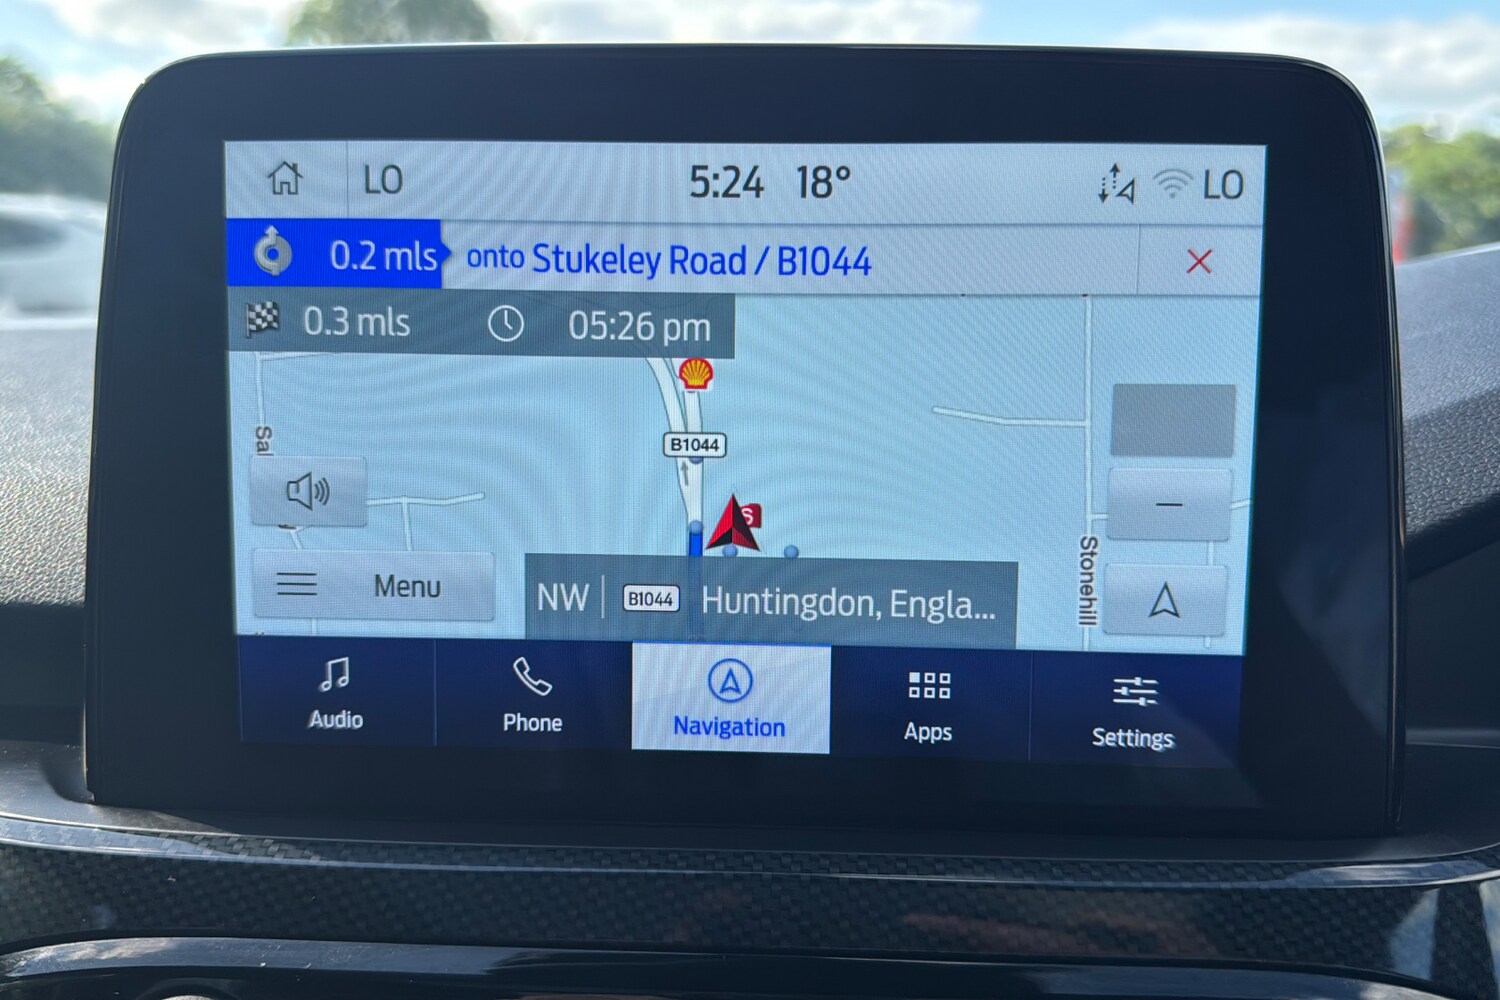 LO 5:24 18° LO
0.2 mls onto Stukeley Road / B1044
0.3 mls 05:26 pm
B1044
Sal
S
Stonehill
Menu
NW B1044 Huntingdon, Engla...
Audio Phone Navigation Apps Settings